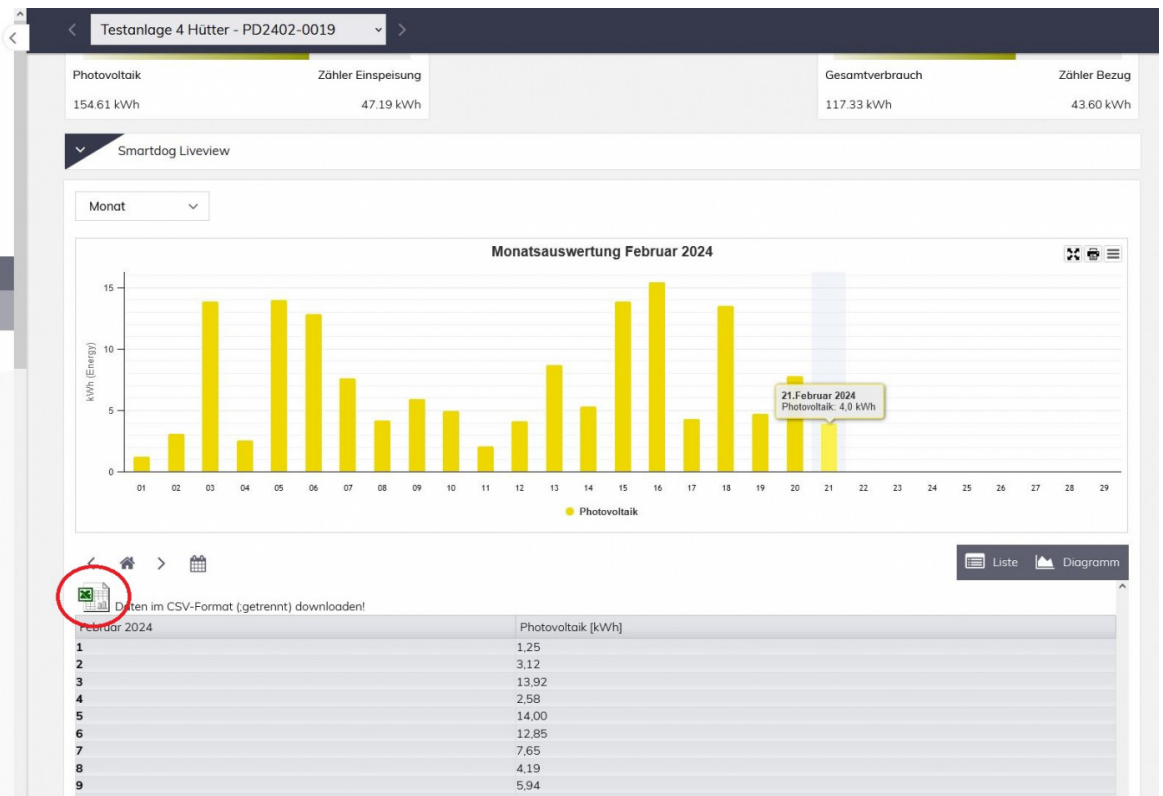 Testanlage 4 Hütter - PD2402-0019
Photovoltaik Zähler Einspeisung
154.61 kWh 47.19 kWh
Gesamtverbrauch Zähler Bezug
117.33 kWh 43.60 kWh
Smartdog Liveview
Monat
Monatsauswertung Februar 2024
kWh (Energy)
15
10
5
0
21.Februar 2024
Photovoltaik: 4,0 kWh
01 02 03 04 05 06 07 08 09 10 11 12 13 14 15 16 17 18 19 20 21 22 23 24 25 26 27 28 29
Photovoltaik
Liste Diagramm
Daten im CSV-Format (;getrennt) downloaden!
Februar 2024 Photovoltaik [kWh]
1 1,25
2 3,12
3 13,92
4 2,58
5 14,00
6 12,85
7 7,65
8 4,19
9 5,94